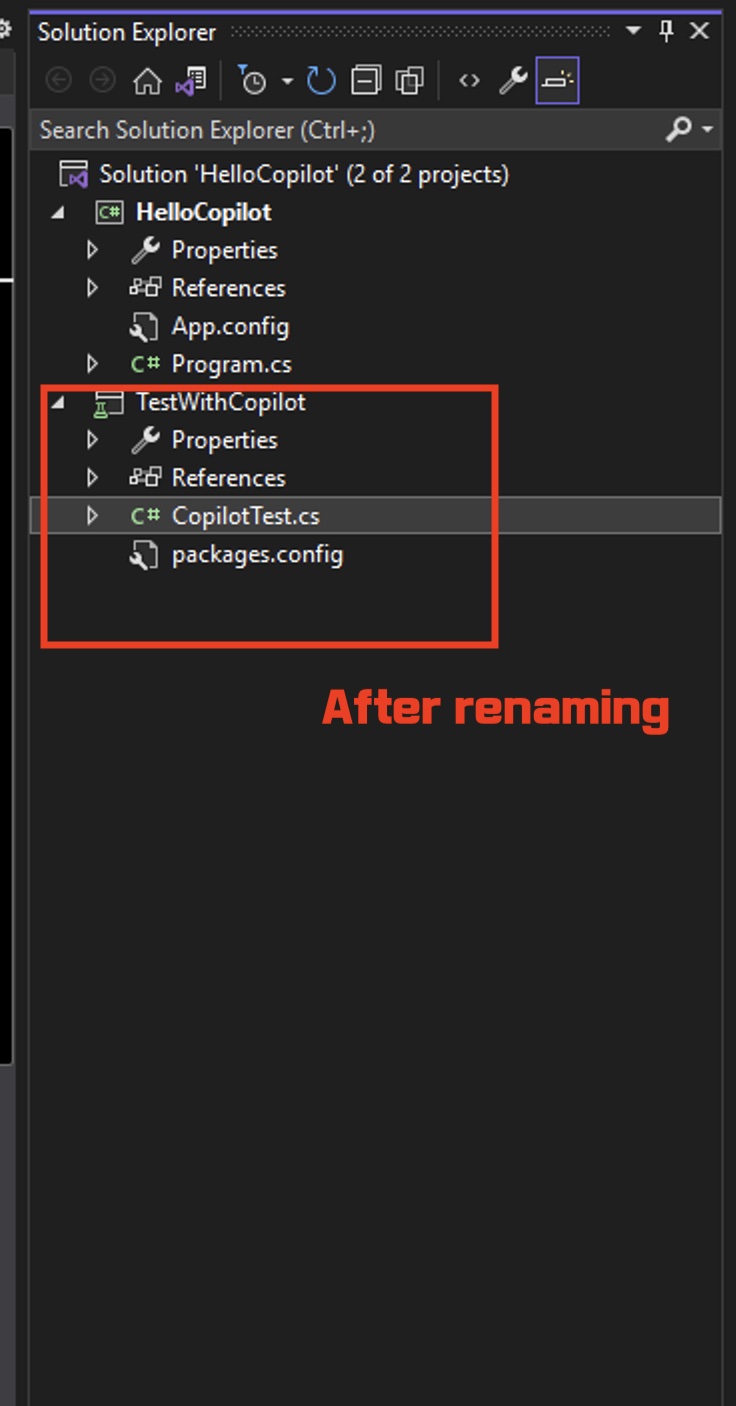 Solution Explorer
Search Solution Explorer (Ctrl+;)
Solution 'HelloCopilot' (2 of 2 projects)
C# HelloCopilot
Properties
References
App.config
C# Program.cs
TestWithCopilot
Properties
References
C# CopilotTest.cs
packages.config
After renaming